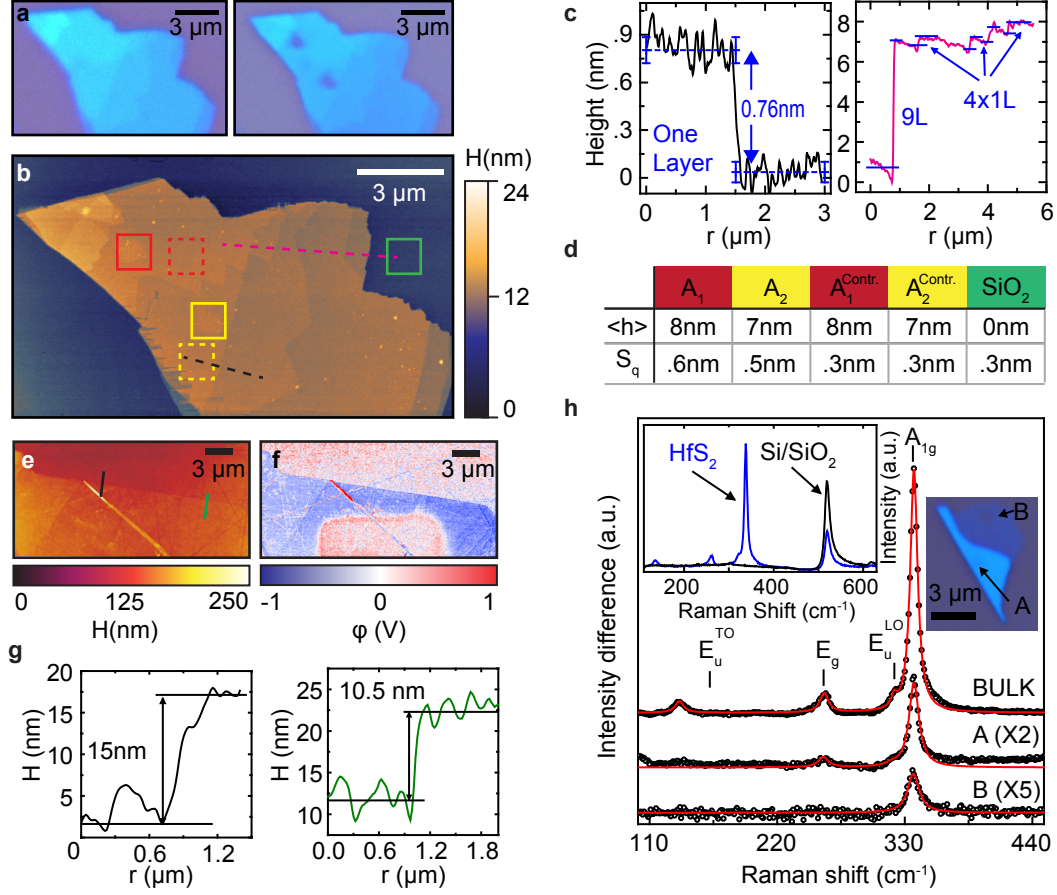 a
3 µm
3 µm
b
3 µm
H(nm)
24
12
0
c
Height (nm)
.9
.6
.3
0
0.76nm
One
Layer
0 1 2 3
r (µm)
8
6
4
2
0
9L
4x1L
0 2 4 6
r (µm)
d
A1 A2 A1Contr. A2Contr. SiO2
<h> 8nm 7nm 8nm 7nm 0nm
Sq .6nm .5nm .3nm .3nm .3nm
e
3 µm
0 125 250
H(nm)
f
3 µm
-1 0 1
φ (V)
g
H (nm)
20
15
10
5
15nm
0.0 0.6 1.2
r (µm)
H (nm)
25
20
15
10
10.5 nm
0.0 0.6 1.2 1.8
r (µm)
h
Intensity difference (a.u.)
HfS2
Si/SiO2
Intensity (a.u.)
200 400 600
Raman Shift (cm-1)
A1g
B
A
3 µm
EuTO
Eg
EuLO
BULK
A (X2)
B (X5)
110 220 330 440
Raman shift (cm-1)